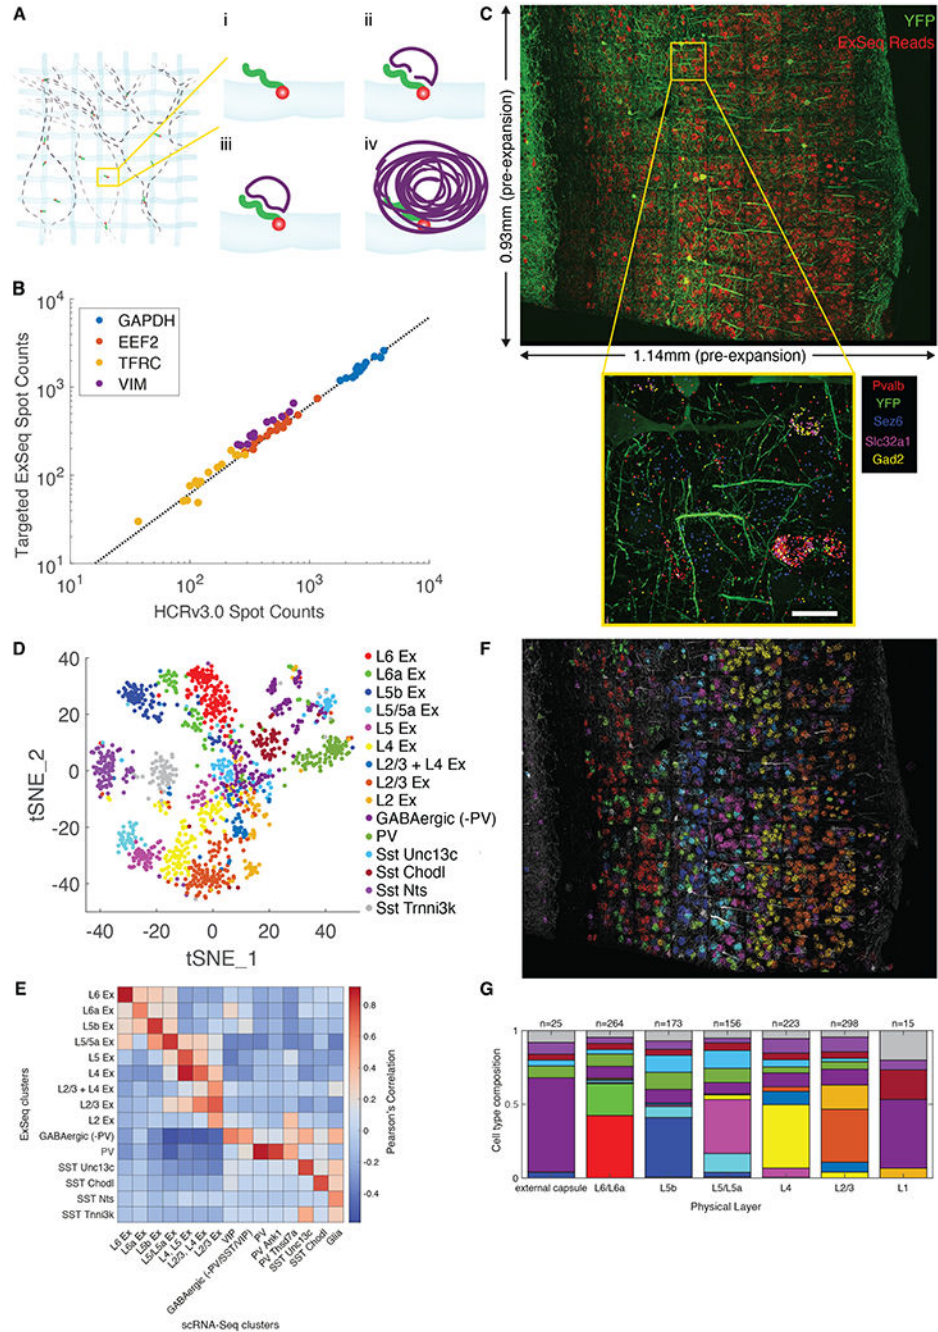 A
i
ii
iii
iv
B
10^4
10^3
10^2
10^1
Targeted ExSeq Spot Counts
GAPDH
EEF2
TFRC
VIM
10^1
10^2
10^3
10^4
HCRv3.0 Spot Counts
C
YFP
ExSeq Reads
0.93mm (pre-expansion)
1.14mm (pre-expansion)
Pvalb
YFP
Sez6
Slc32a1
Gad2
D
40
20
0
-20
-40
tSNE_2
-40
-20
0
20
40
tSNE_1
L6 Ex
L6a Ex
L5b Ex
L5/5a Ex
L5 Ex
L4 Ex
L2/3 + L4 Ex
L2/3 Ex
L2 Ex
GABAergic (-PV)
PV
Sst Unc13c
Sst Chodl
Sst Nts
Sst Trnni3k
E
ExSeq clusters
L6 Ex
L6a Ex
L5b Ex
L5/5a Ex
L5 Ex
L4 Ex
L2/3 + L4 Ex
L2/3 Ex
L2 Ex
GABAergic (-PV)
PV
SST Unc13c
SST Chodl
SST Nts
SST Tnni3k
L6 Ex
L6a Ex
L5b Ex
L5/L5a Ex
L4, L5 Ex
L2/3, L4 Ex
L2/3 Ex
VIP
GABAergic (-PV/SST/VIP)
PV
PV Ank1
PV Thsd7a
SST Unc13c
SST Chodl
Glia
scRNA-Seq clusters
0.8
0.6
0.4
0.2
0
-0.2
-0.4
Pearson's Correlation
F
G
n=25
n=264
n=173
n=156
n=223
n=298
n=15
1
0.5
0
Cell type composition
external capsule
L6/L6a
L5b
L5/L5a
L4
L2/3
L1
Physical Layer